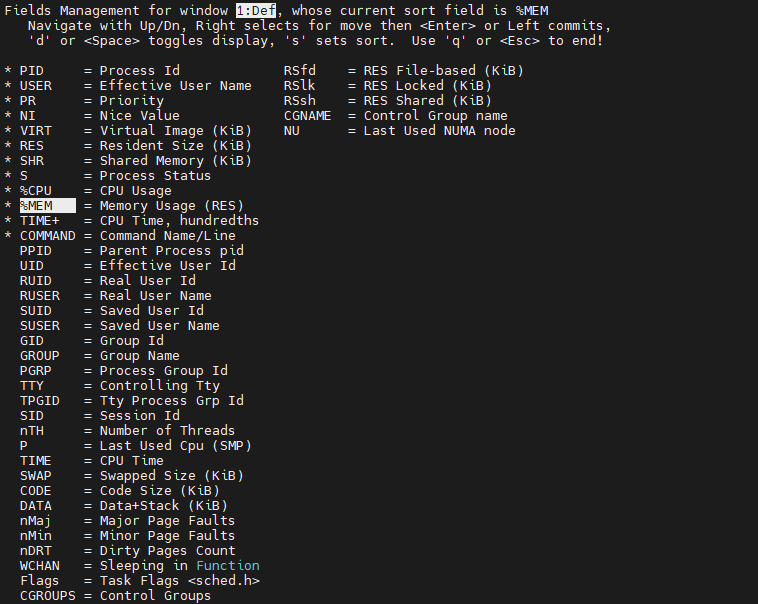 Fields Management for window 1:Def, whose current sort field is %MEM
   Navigate with Up/Dn, Right selects for move then <Enter> or Left commits,
   'd' or <Space> toggles display, 's' sets sort.  Use 'q' or <Esc> to end!

* PID     = Process Id             RSfd    = RES File-based (KiB)
* USER    = Effective User Name    RSlk    = RES Locked (KiB)
* PR      = Priority               RSsh    = RES Shared (KiB)
* NI      = Nice Value             CGNAME  = Control Group name
* VIRT    = Virtual Image (KiB)    NU      = Last Used NUMA node
* RES     = Resident Size (KiB)
* SHR     = Shared Memory (KiB)
* S       = Process Status
* %CPU    = CPU Usage
* %MEM    = Memory Usage (RES)
* TIME+   = CPU Time, hundredths
* COMMAND = Command Name/Line
  PPID    = Parent Process pid
  UID     = Effective User Id
  RUID    = Real User Id
  RUSER   = Real User Name
  SUID    = Saved User Id
  SUSER   = Saved User Name
  GID     = Group Id
  GROUP   = Group Name
  PGRP    = Process Group Id
  TTY     = Controlling Tty
  TPGID   = Tty Process Grp Id
  SID     = Session Id
  nTH     = Number of Threads
  P       = Last Used Cpu (SMP)
  TIME    = CPU Time
  SWAP    = Swapped Size (KiB)
  CODE    = Code Size (KiB)
  DATA    = Data+Stack (KiB)
  nMaj    = Major Page Faults
  nMin    = Minor Page Faults
  nDRT    = Dirty Pages Count
  WCHAN   = Sleeping in Function
  Flags   = Task Flags <sched.h>
  CGROUPS = Control Groups